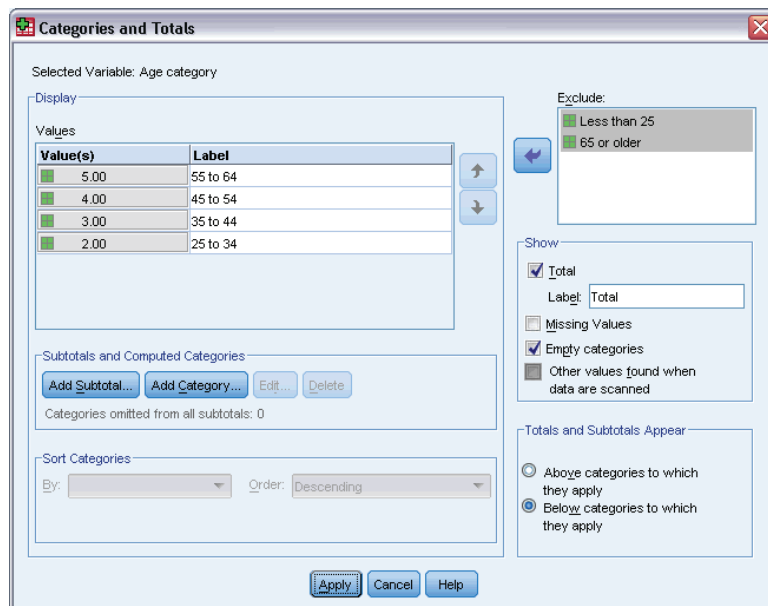 Categories and Totals
Selected Variable: Age category
Display
Values
Value(s) Label
5.00 55 to 64
4.00 45 to 54
3.00 35 to 44
2.00 25 to 34
Subtotals and Computed Categories
Add Subtotal... Add Category... Edit... Delete
Categories omitted from all subtotals: 0
Sort Categories
By: Order: Descending
Exclude:
Less than 25
65 or older
Show
Total
Label: Total
Missing Values
Empty categories
Other values found when
data are scanned
Totals and Subtotals Appear
Above categories to which
they apply
Below categories to which
they apply
Apply Cancel Help